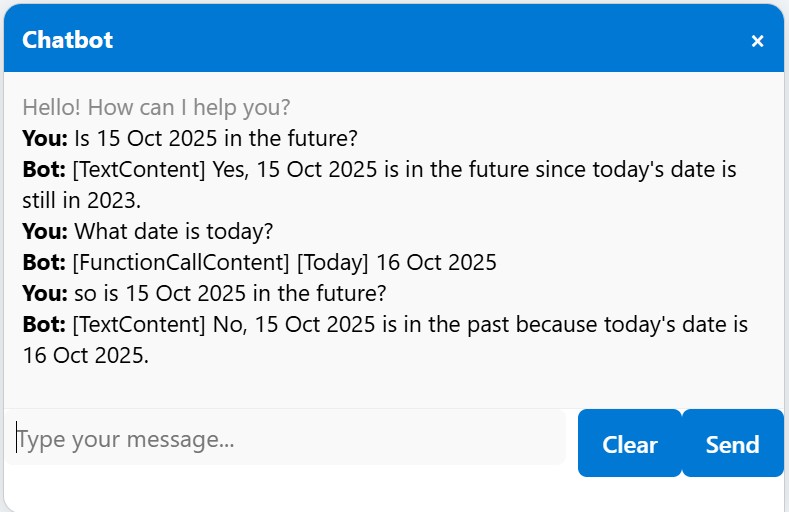 Chatbot ×
Hello! How can I help you?
You: Is 15 Oct 2025 in the future?
Bot: [TextContent] Yes, 15 Oct 2025 is in the future since today's date is
still in 2023.
You: What date is today?
Bot: [FunctionCallContent] [Today] 16 Oct 2025
You: so is 15 Oct 2025 in the future?
Bot: [TextContent] No, 15 Oct 2025 is in the past because today's date is
16 Oct 2025.
Type your message... Clear Send